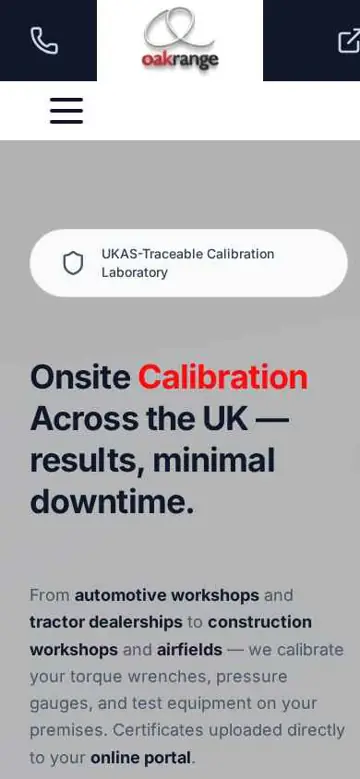 oakrange
UKAS-Traceable Calibration
Laboratory
Onsite Calibration
Across the UK —
results, minimal
downtime.
From automotive workshops and
tractor dealerships to construction
workshops and airfields — we calibrate
your torque wrenches, pressure
gauges, and test equipment on your
premises. Certificates uploaded directly
to your online portal.